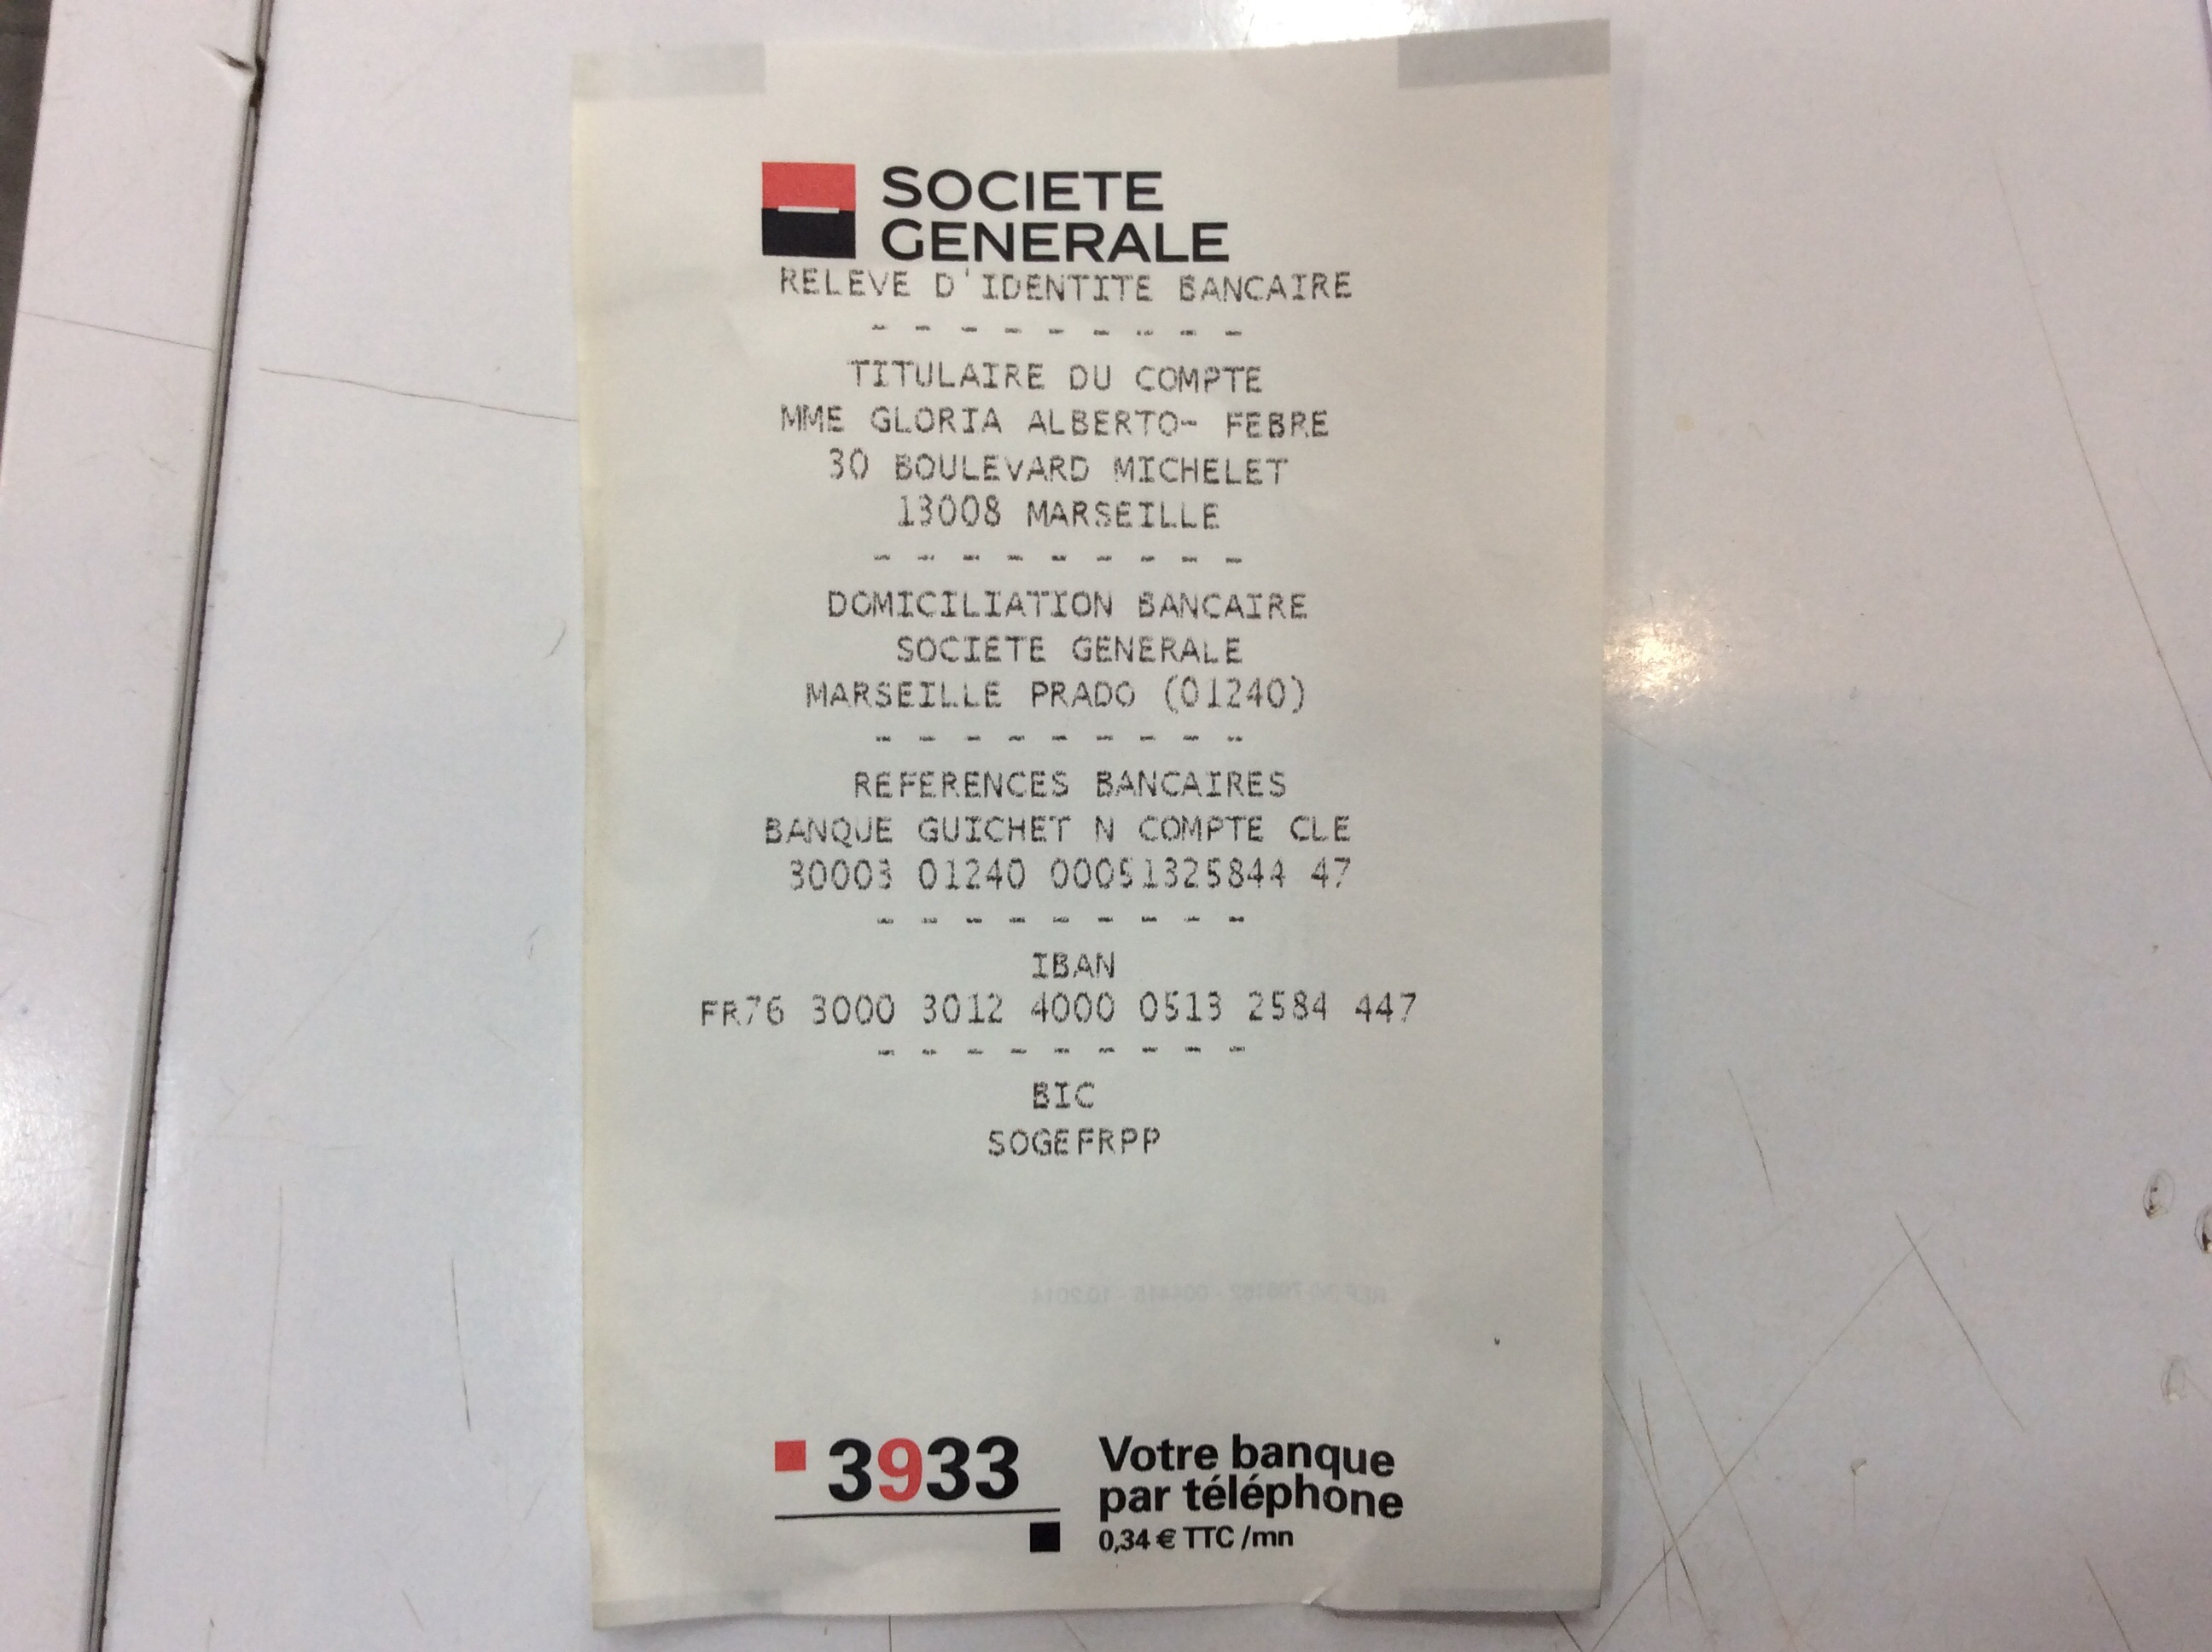 SOCIETE
GENERALE
RELEVE D'IDENTITE BANCAIRE
- - - - - - - - -
TITULAIRE DU COMPTE
MME GLORIA ALBERTO- FEBRE
30 BOULEVARD MICHELET
13008 MARSEILLE
- - - - - - - - -
DOMICILIATION BANCAIRE
SOCIETE GENERALE
MARSEILLE PRADO (01240)
- - - - - - - - -
REFERENCES BANCAIRES
BANQUE GUICHET N COMPTE CLE
30003 01240 00051325844 47
- - - - - - - - -
IBAN
FR76 3000 3012 4000 0513 2584 447
- - - - - - - - -
BIC
SOGEFRPP
3933
Votre banque
par téléphone
0,34 € TTC /mn